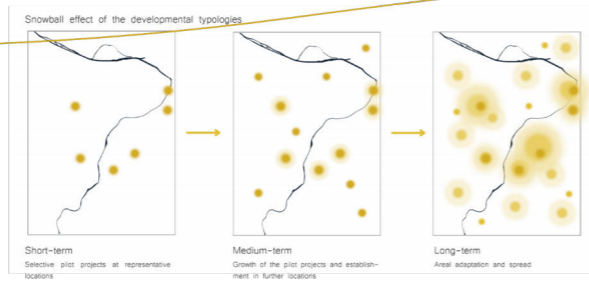 Snowball effect of the developmental typologies
Short-term
Selective pilot projects at representative
locations
Medium-term
Growth of the pilot projects and establish-
ment in further locations
Long-term
Areal adaptation and spread